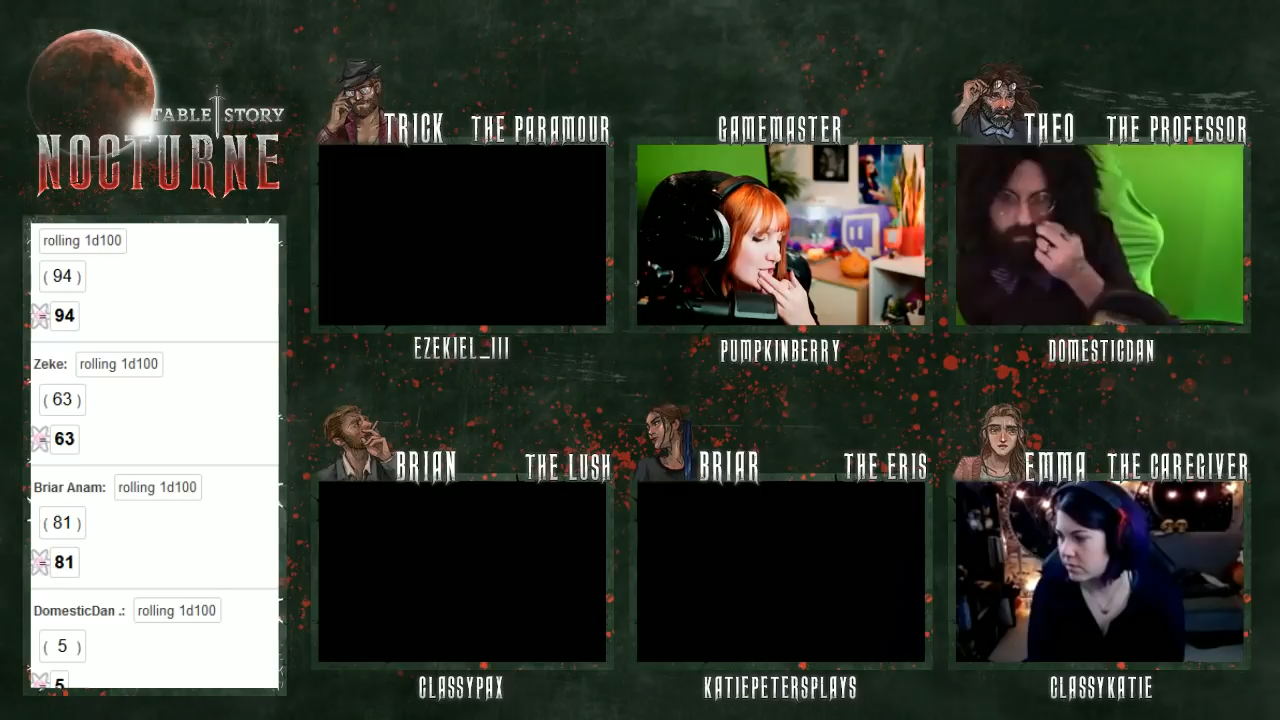 TABLE STORY
NOCTURNE
rolling 1d100
( 94 )
= 94
Zeke: rolling 1d100
( 63 )
= 63
Briar Anam: rolling 1d100
( 81 )
= 81
DomesticDan .: rolling 1d100
( 5 )
= 5
TRICK THE PARAMOUR
EZEKIEL_III
GAMEMASTER
PUMPKINBERRY
THEO THE PROFESSOR
DOMESTICDAN
BRIAN THE LUSH
CLASSYPAX
BRIAR THE ERIS
KATIEPETERSPLAYS
EMMA THE CAREGIVER
CLASSYKATIE